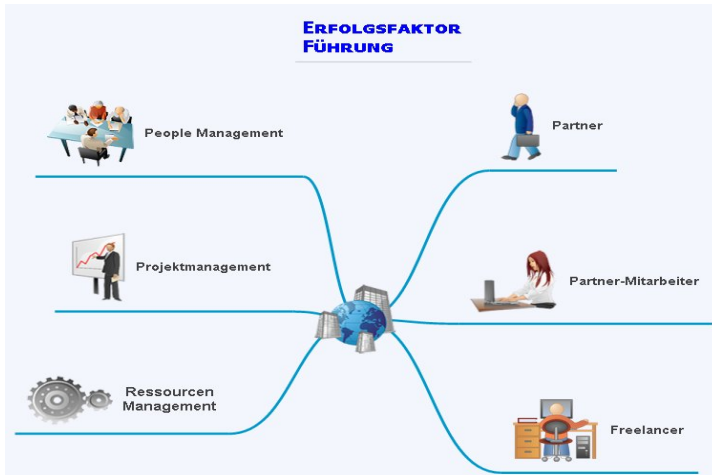 ERFOLGSFAKTOR
FÜHRUNG
People Management
Projektmanagement
Ressourcen
Management
Partner
Partner-Mitarbeiter
Freelancer